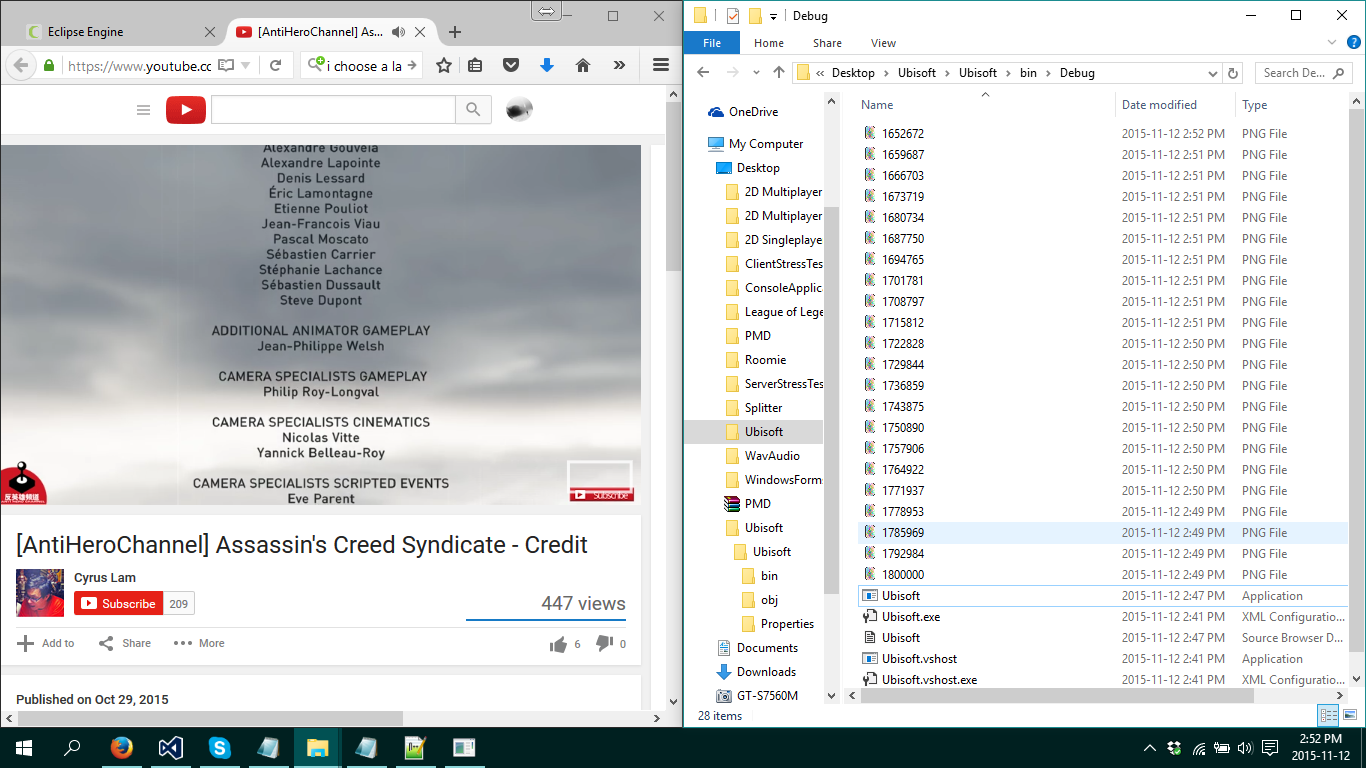 Eclipse Engine
[AntiHeroChannel] As...
https://www.youtube.co
i choose a la
Alexandre Gouveia
Alexandre Lapointe
Denis Lessard
Éric Lamontagne
Etienne Pouliot
Jean-Francois Viau
Pascal Moscato
Sébastien Carrier
Stéphanie Lachance
Sébastien Dussault
Steve Dupont
ADDITIONAL ANIMATOR GAMEPLAY
Jean-Philippe Welsh
CAMERA SPECIALISTS GAMEPLAY
Philip Roy-Longval
CAMERA SPECIALISTS CINEMATICS
Nicolas Vitte
Yannick Belleau-Roy
CAMERA SPECIALISTS SCRIPTED EVENTS
Eve Parent
反英雄頻道
Subscribe
[AntiHeroChannel] Assassin's Creed Syndicate - Credit
Cyrus Lam
Subscribe 209
447 views
Add to Share More 6 0
Published on Oct 29, 2015
Debug
File Home Share View
« Desktop Ubisoft Ubisoft bin Debug
Search De...
OneDrive
My Computer
Desktop
2D Multiplayer
2D Multiplayer
2D Singleplaye
ClientStressTes
ConsoleApplic
League of Lege
PMD
Roomie
ServerStressTes
Splitter
Ubisoft
WavAudio
WindowsForm
PMD
Ubisoft
Ubisoft
bin
obj
Properties
Documents
Downloads
GT-S7560M
Name Date modified Type
1652672 2015-11-12 2:52 PM PNG File
1659687 2015-11-12 2:51 PM PNG File
1666703 2015-11-12 2:51 PM PNG File
1673719 2015-11-12 2:51 PM PNG File
1680734 2015-11-12 2:51 PM PNG File
1687750 2015-11-12 2:51 PM PNG File
1694765 2015-11-12 2:51 PM PNG File
1701781 2015-11-12 2:51 PM PNG File
1708797 2015-11-12 2:51 PM PNG File
1715812 2015-11-12 2:51 PM PNG File
1722828 2015-11-12 2:50 PM PNG File
1729844 2015-11-12 2:50 PM PNG File
1736859 2015-11-12 2:50 PM PNG File
1743875 2015-11-12 2:50 PM PNG File
1750890 2015-11-12 2:50 PM PNG File
1757906 2015-11-12 2:50 PM PNG File
1764922 2015-11-12 2:50 PM PNG File
1771937 2015-11-12 2:50 PM PNG File
1778953 2015-11-12 2:49 PM PNG File
1785969 2015-11-12 2:49 PM PNG File
1792984 2015-11-12 2:49 PM PNG File
1800000 2015-11-12 2:49 PM PNG File
Ubisoft 2015-11-12 2:47 PM Application
Ubisoft.exe 2015-11-12 2:41 PM XML Configuratio...
Ubisoft 2015-11-12 2:47 PM Source Browser D...
Ubisoft.vshost 2015-11-12 2:41 PM Application
Ubisoft.vshost.exe 2015-11-12 2:41 PM XML Configuratio...
28 items
2:52 PM
2015-11-12